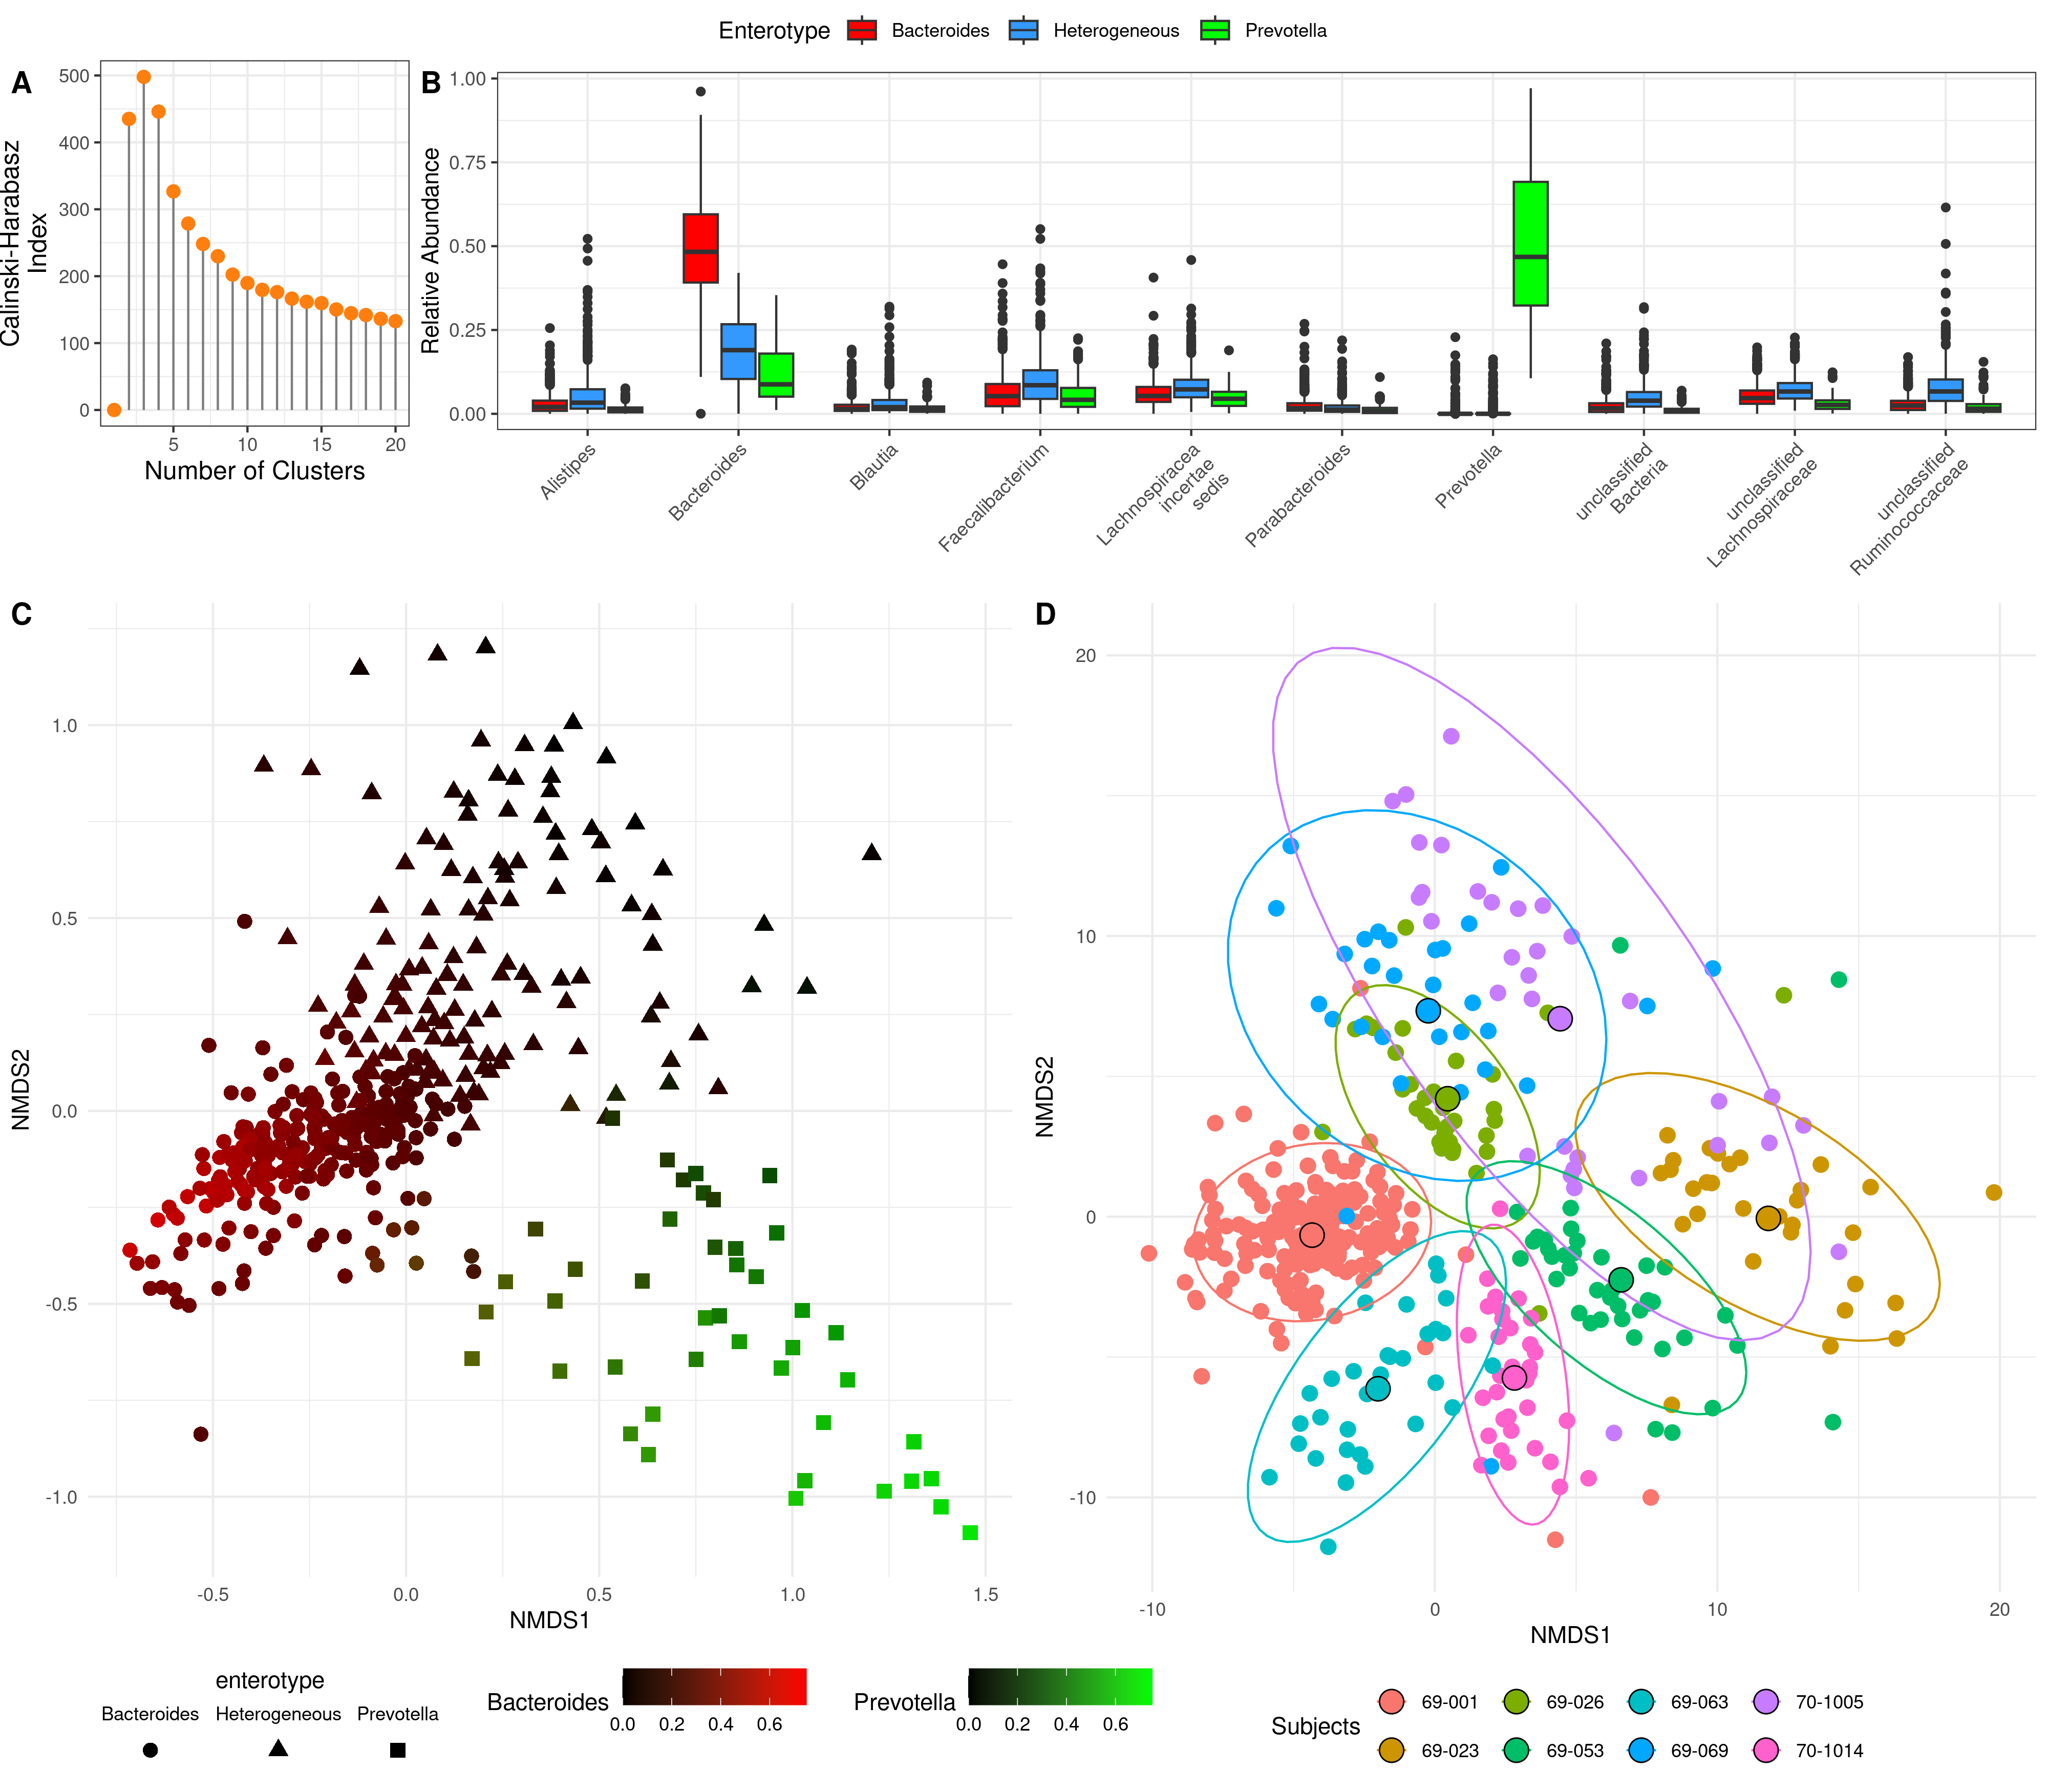 Enterotype Bacteroides Heterogeneous Prevotella
A
500
400
300
200
100
0
Calinski-Harabasz
Index
5 10 15 20
Number of Clusters
B
1.00
0.75
0.50
0.25
0.00
Relative Abundance
Alistipes
Bacteroides
Blautia
Faecalibacterium
Lachnospiracea
incertae
sedis
Parabacteroides
Prevotella
unclassified
Bacteria
unclassified
Lachnospiraceae
unclassified
Ruminococcaceae
C
1.0
0.5
0.0
-0.5
-1.0
NMDS2
-0.5 0.0 0.5 1.0 1.5
NMDS1
D
20
10
0
-10
NMDS2
-10 0 10 20
NMDS1
enterotype
Bacteroides Heterogeneous Prevotella
Bacteroides
0.0 0.2 0.4 0.6
Prevotella
0.0 0.2 0.4 0.6
Subjects
69-001 69-026 69-063 70-1005
69-023 69-053 69-069 70-1014